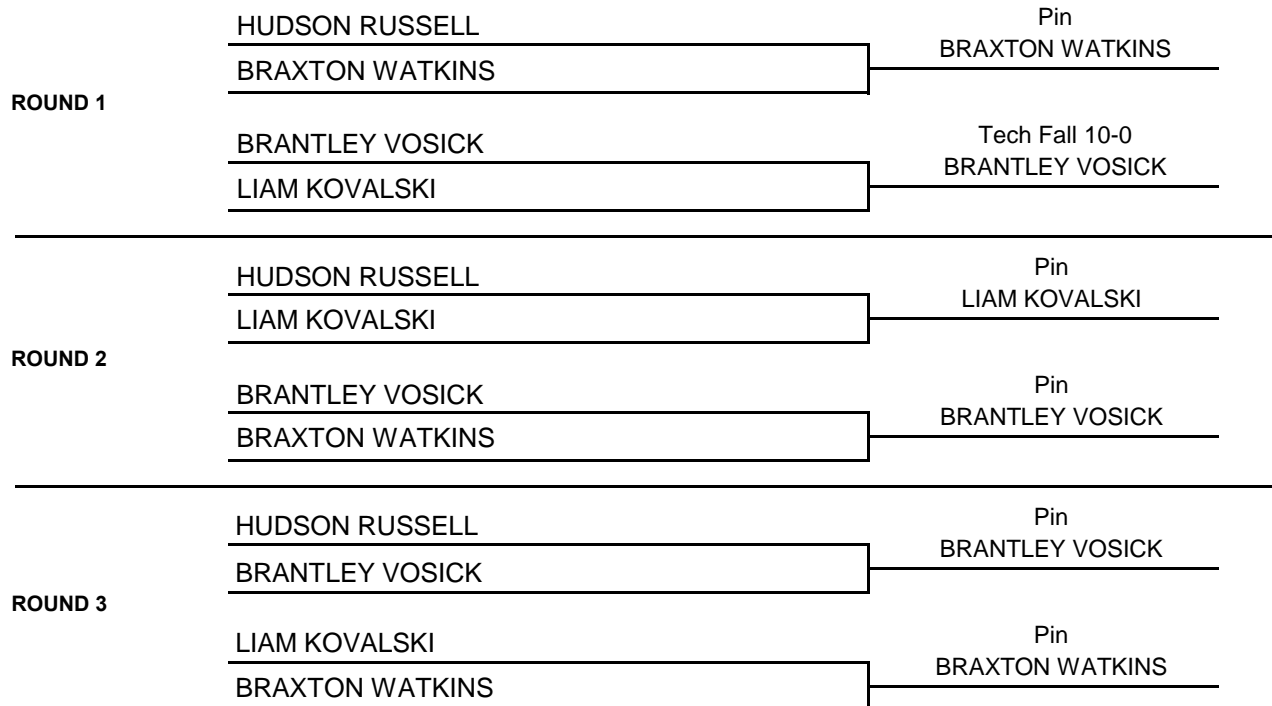 HUDSON RUSSELL
Pin
BRAXTON WATKINS
BRAXTON WATKINS
ROUND 1
BRANTLEY VOSICK
Tech Fall 10-0
BRANTLEY VOSICK
LIAM KOVALSKI
HUDSON RUSSELL
Pin
LIAM KOVALSKI
LIAM KOVALSKI
ROUND 2
BRANTLEY VOSICK
Pin
BRANTLEY VOSICK
BRAXTON WATKINS
HUDSON RUSSELL
Pin
BRANTLEY VOSICK
BRANTLEY VOSICK
ROUND 3
LIAM KOVALSKI
Pin
BRAXTON WATKINS
BRAXTON WATKINS